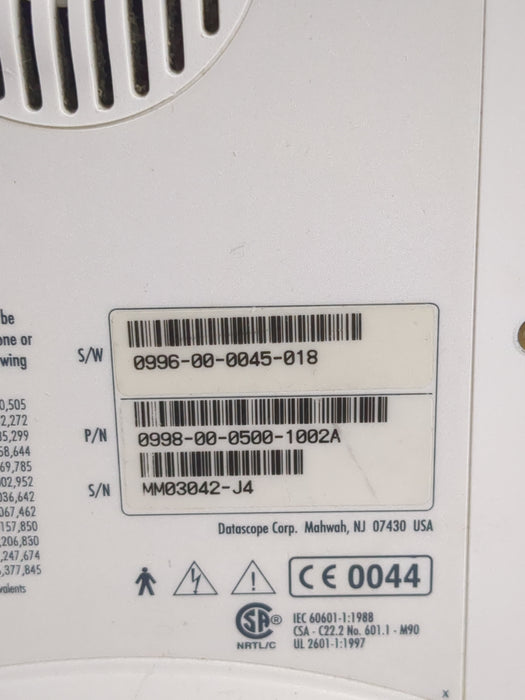 be
one or
wing
0,505
2,272
35,299
58,644
69,785
02,952
036,642
067,462
157,850
,206,830
,247,674
,377,845
valents
S/W 0996-00-0045-018
P/N 0998-00-0500-1002A
S/N MM03042-J4
Datascope Corp. Mahwah, NJ 07430 USA
CE 0044
SA®
NRTL/C
IEC 60601-1:1988
CSA - C22.2 No. 601.1 - M90
UL 2601-1:1997
x